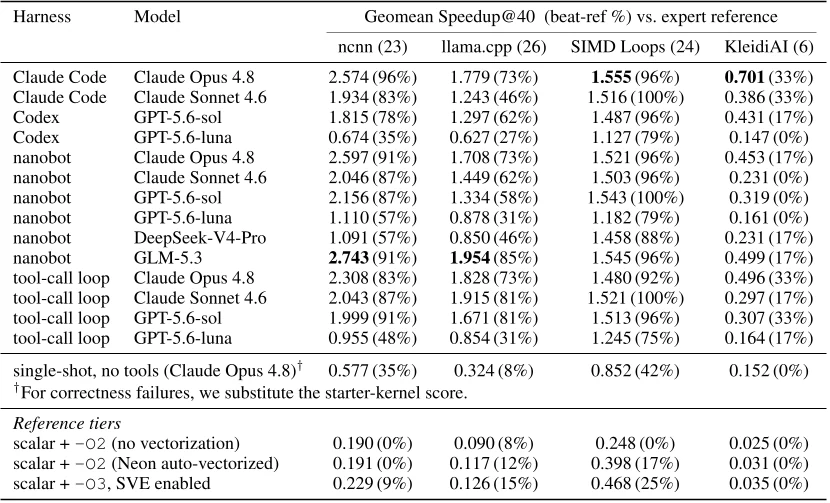 Harness Model Geomean Speedup@40 (beat-ref %) vs. expert reference
ncnn (23) llama.cpp (26) SIMD Loops (24) KleidiAI (6)
Claude Code Claude Opus 4.8 2.574 (96%) 1.779 (73%) 1.555 (96%) 0.701 (33%)
Claude Code Claude Sonnet 4.6 1.934 (83%) 1.243 (46%) 1.516 (100%) 0.386 (33%)
Codex GPT-5.6-sol 1.815 (78%) 1.297 (62%) 1.487 (96%) 0.431 (17%)
Codex GPT-5.6-luna 0.674 (35%) 0.627 (27%) 1.127 (79%) 0.147 (0%)
nanobot Claude Opus 4.8 2.597 (91%) 1.708 (73%) 1.521 (96%) 0.453 (17%)
nanobot Claude Sonnet 4.6 2.046 (87%) 1.449 (62%) 1.503 (96%) 0.231 (0%)
nanobot GPT-5.6-sol 2.156 (87%) 1.334 (58%) 1.543 (100%) 0.319 (0%)
nanobot GPT-5.6-luna 1.110 (57%) 0.878 (31%) 1.182 (79%) 0.161 (0%)
nanobot DeepSeek-V4-Pro 1.091 (57%) 0.850 (46%) 1.458 (88%) 0.231 (17%)
nanobot GLM-5.3 2.743 (91%) 1.954 (85%) 1.545 (96%) 0.499 (17%)
tool-call loop Claude Opus 4.8 2.308 (83%) 1.828 (73%) 1.480 (92%) 0.496 (33%)
tool-call loop Claude Sonnet 4.6 2.043 (87%) 1.915 (81%) 1.521 (100%) 0.297 (17%)
tool-call loop GPT-5.6-sol 1.999 (91%) 1.671 (81%) 1.513 (96%) 0.307 (33%)
tool-call loop GPT-5.6-luna 0.955 (48%) 0.854 (31%) 1.245 (75%) 0.164 (17%)
single-shot, no tools (Claude Opus 4.8)† 0.577 (35%) 0.324 (8%) 0.852 (42%) 0.152 (0%)
†For correctness failures, we substitute the starter-kernel score.
Reference tiers
scalar + -O2 (no vectorization) 0.190 (0%) 0.090 (8%) 0.248 (0%) 0.025 (0%)
scalar + -O2 (Neon auto-vectorized) 0.191 (0%) 0.117 (12%) 0.398 (17%) 0.031 (0%)
scalar + -O3, SVE enabled 0.229 (9%) 0.126 (15%) 0.468 (25%) 0.035 (0%)